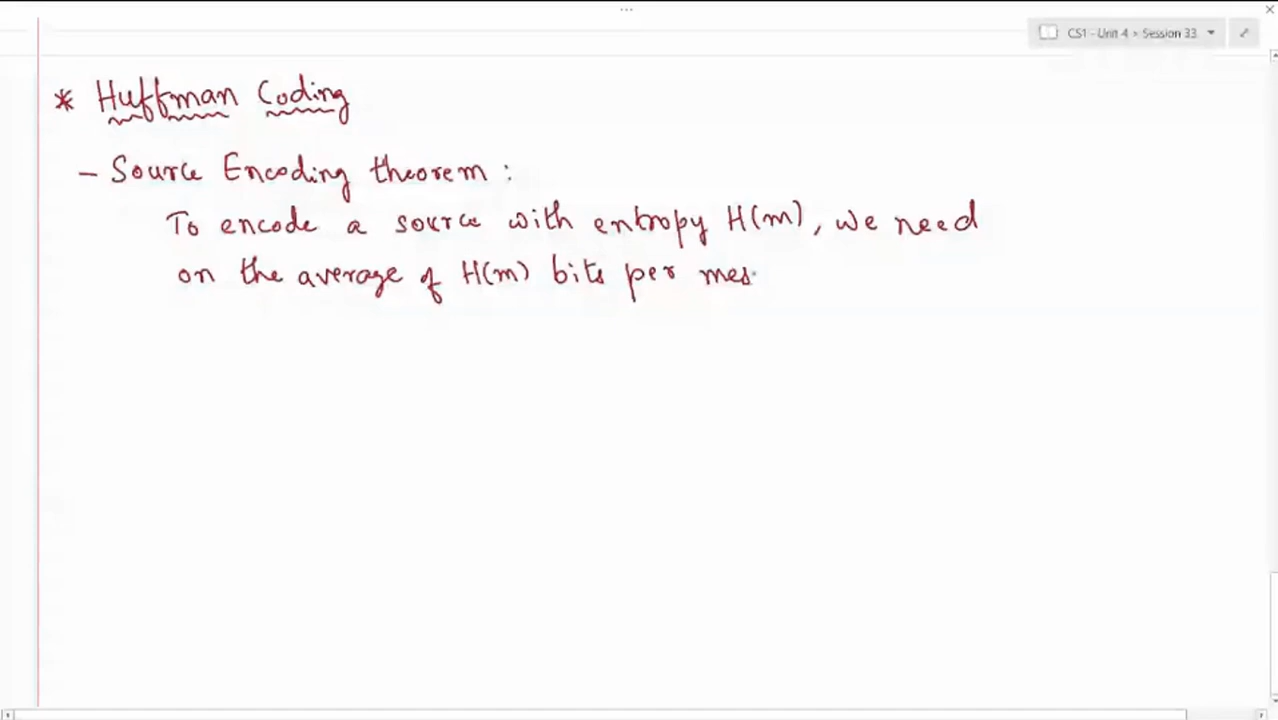 CS1 - Unit 4 > Session 33
* Huffman Coding
- Source Encoding theorem :
To encode a source with entropy H(m), we need
on the average of H(m) bits per mes